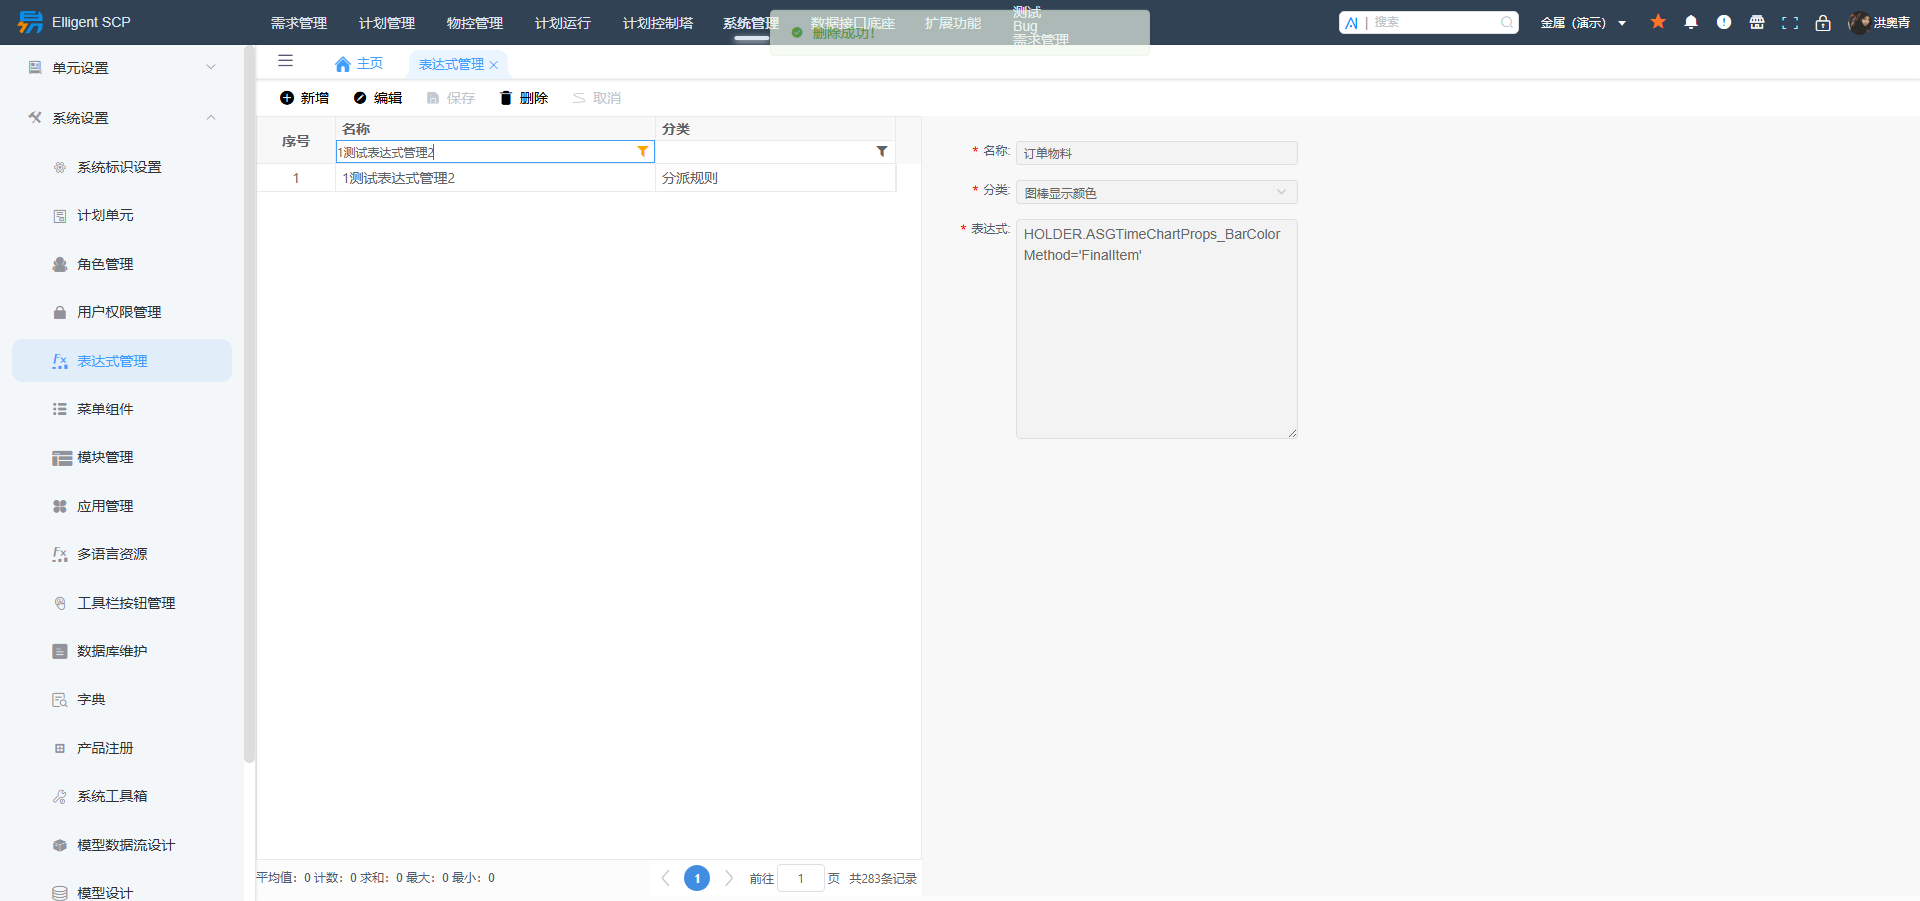 Elligent SCP
需求管理
计划管理
物控管理
计划运行
计划控制塔
系统管理
数据接口底座
扩展功能
测试
Bug
需求管理
删除成功!
AI | 搜索
金属（演示）
洪奥青
单元设置
系统设置
系统标识设置
计划单元
角色管理
用户权限管理
表达式管理
菜单组件
模块管理
应用管理
多语言资源
工具栏按钮管理
数据库维护
字典
产品注册
系统工具箱
模型数据流设计
模型设计
主页
表达式管理
新增
编辑
保存
删除
取消
序号
名称
分类
1测试表达式管理2
1
1测试表达式管理2
分派规则
* 名称:
订单物料
* 分类:
图棒显示颜色
* 表达式:
HOLDER.ASGTimeChartProps_BarColor
Method='FinalItem'
平均值：0 计数：0 求和：0 最大：0 最小：0
1
前往
1
页
共283条记录